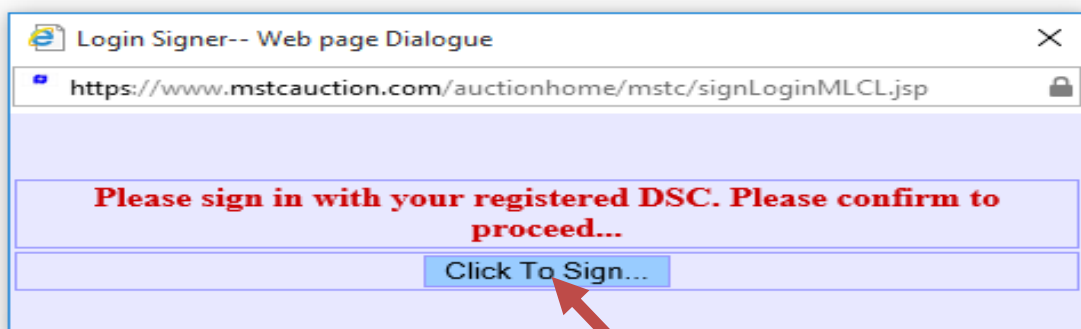 Login Signer-- Web page Dialogue
https://www.mstcauction.com/auctionhome/mstc/signLoginMLCL.jsp
Please sign in with your registered DSC. Please confirm to
proceed...
Click To Sign...